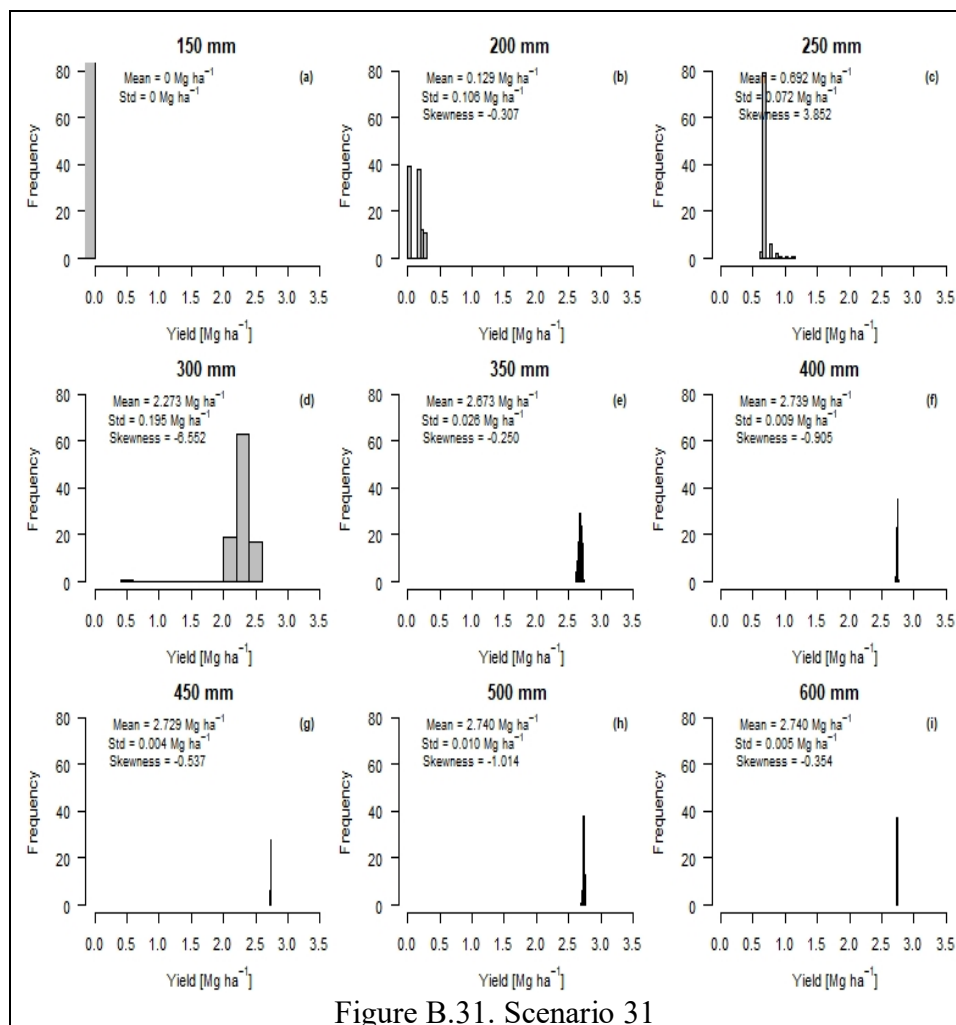 150 mm
(a)
Mean = 0 Mg ha⁻¹
Std = 0 Mg ha⁻¹
Frequency
80
60
40
20
0
0.0 0.5 1.0 1.5 2.0 2.5 3.0 3.5
Yield [Mg ha⁻¹]
200 mm
(b)
Mean = 0.129 Mg ha⁻¹
Std = 0.106 Mg ha⁻¹
Skewness = -0.307
Frequency
80
60
40
20
0
0.0 0.5 1.0 1.5 2.0 2.5 3.0 3.5
Yield [Mg ha⁻¹]
250 mm
(c)
Mean = 0.692 Mg ha⁻¹
Std = 0.072 Mg ha⁻¹
Skewness = 3.852
Frequency
80
60
40
20
0
0.0 0.5 1.0 1.5 2.0 2.5 3.0 3.5
Yield [Mg ha⁻¹]
300 mm
(d)
Mean = 2.273 Mg ha⁻¹
Std = 0.195 Mg ha⁻¹
Skewness = -6.552
Frequency
80
60
40
20
0
0.0 0.5 1.0 1.5 2.0 2.5 3.0 3.5
Yield [Mg ha⁻¹]
350 mm
(e)
Mean = 2.673 Mg ha⁻¹
Std = 0.026 Mg ha⁻¹
Skewness = -0.250
Frequency
80
60
40
20
0
0.0 0.5 1.0 1.5 2.0 2.5 3.0 3.5
Yield [Mg ha⁻¹]
400 mm
(f)
Mean = 2.739 Mg ha⁻¹
Std = 0.009 Mg ha⁻¹
Skewness = -0.905
Frequency
80
60
40
20
0
0.0 0.5 1.0 1.5 2.0 2.5 3.0 3.5
Yield [Mg ha⁻¹]
450 mm
(g)
Mean = 2.729 Mg ha⁻¹
Std = 0.004 Mg ha⁻¹
Skewness = -0.537
Frequency
80
60
40
20
0
0.0 0.5 1.0 1.5 2.0 2.5 3.0 3.5
Yield [Mg ha⁻¹]
500 mm
(h)
Mean = 2.740 Mg ha⁻¹
Std = 0.010 Mg ha⁻¹
Skewness = -1.014
Frequency
80
60
40
20
0
0.0 0.5 1.0 1.5 2.0 2.5 3.0 3.5
Yield [Mg ha⁻¹]
600 mm
(i)
Mean = 2.740 Mg ha⁻¹
Std = 0.005 Mg ha⁻¹
Skewness = -0.354
Frequency
80
60
40
20
0
0.0 0.5 1.0 1.5 2.0 2.5 3.0 3.5
Yield [Mg ha⁻¹]
Figure B.31. Scenario 31